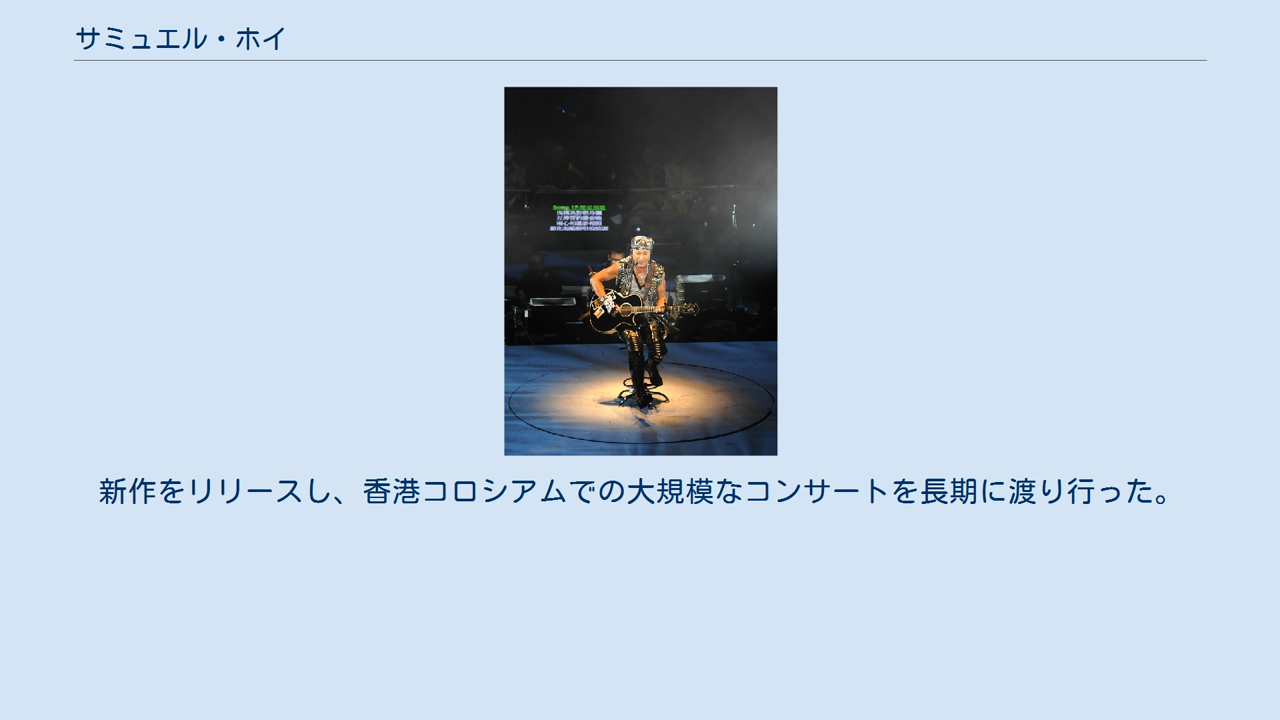 サミュエル・ホイ
新作をリリースし、香港コロシアムでの大規模なコンサートを長期に渡り行った。